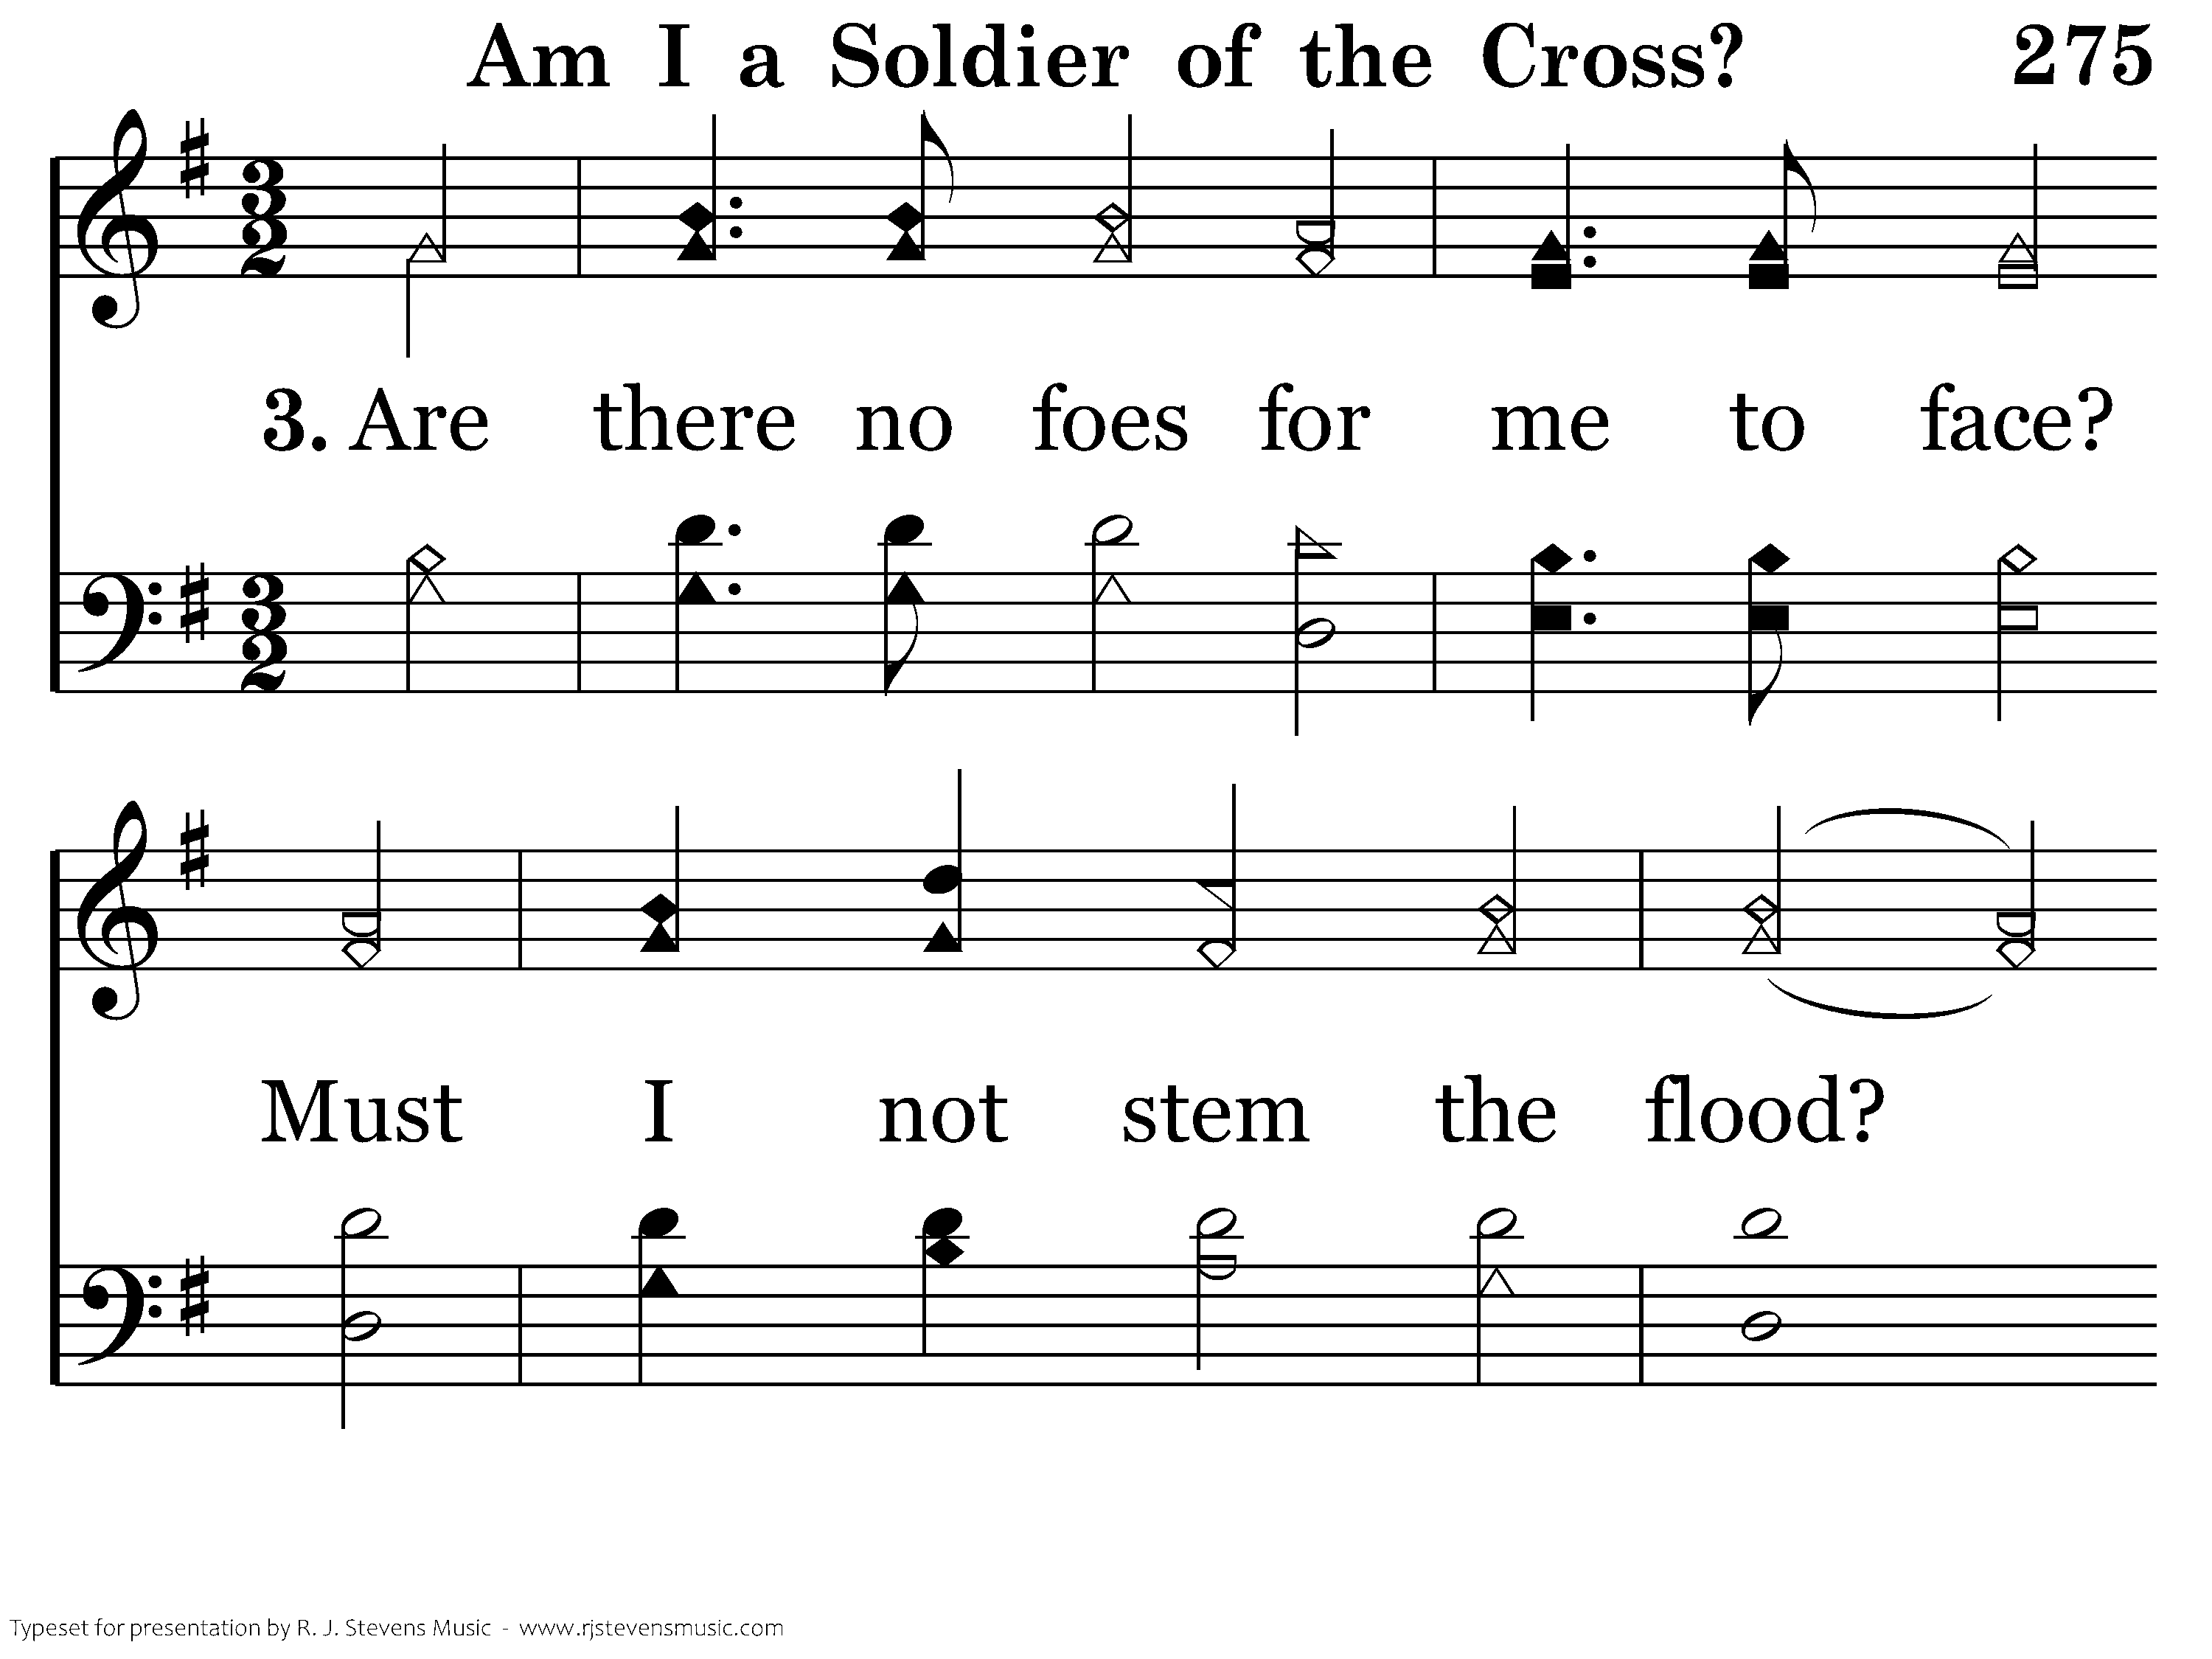 Am I a Soldier of the Cross? 275
3. Are there no foes for me to face?
Must I not stem the flood?
Typeset for presentation by R. J. Stevens Music - www.rjstevensmusic.com